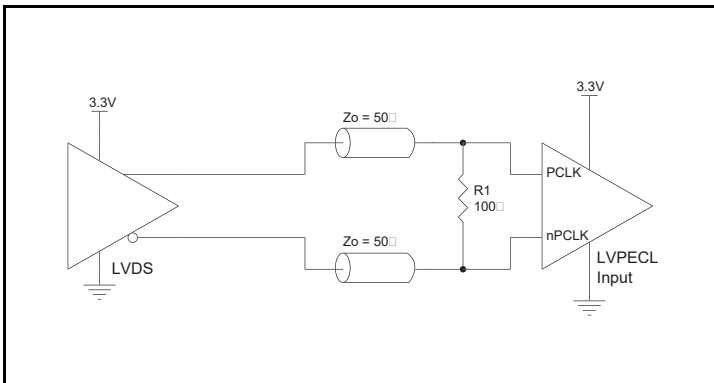 3.3V
3.3V
Zo = 50□
PCLK
R1
100□
Zo = 50□
nPCLK
LVDS
LVPECL
Input